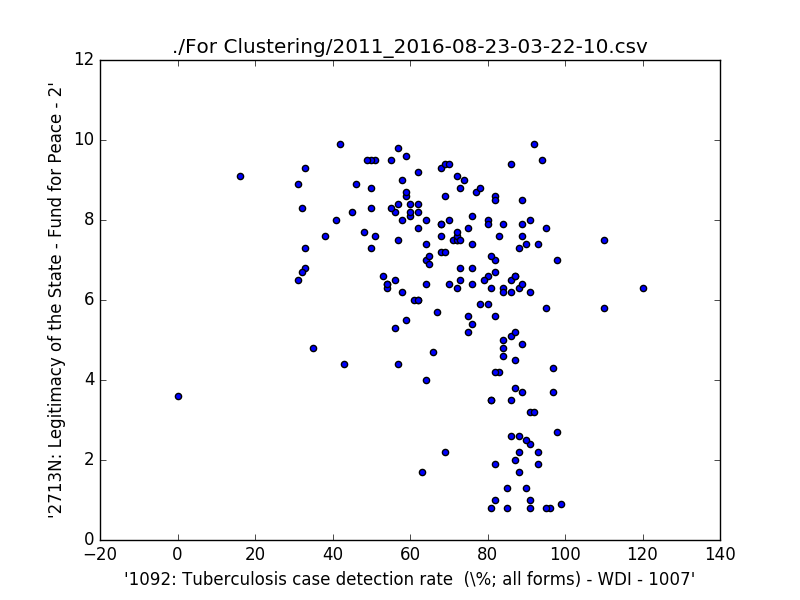 ./For Clustering/2011_2016-08-23-03-22-10.csv
12
10
8
6
4
2
0
'2713N: Legitimacy of the State - Fund for Peace - 2'
−20 0 20 40 60 80 100 120 140
'1092: Tuberculosis case detection rate  (\%; all forms) - WDI - 1007'